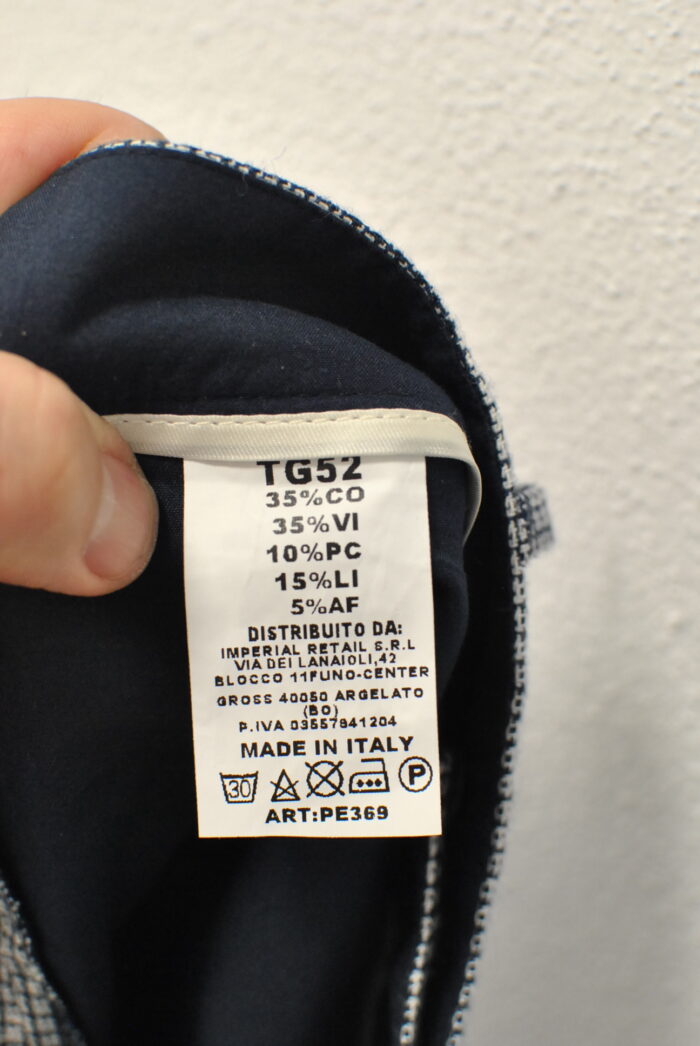 TG52
35%CO
35%VI
10%PC
15%LI
5%AF
DISTRIBUITO DA:
IMPERIAL RETAIL S.R.L
VIA DEI LANAIOLI,42
BLOCCO 11FUNO-CENTER
GROSS 40050 ARGELATO
(BO)
P.IVA 03557841204
MADE IN ITALY
30 P
ART:PE369